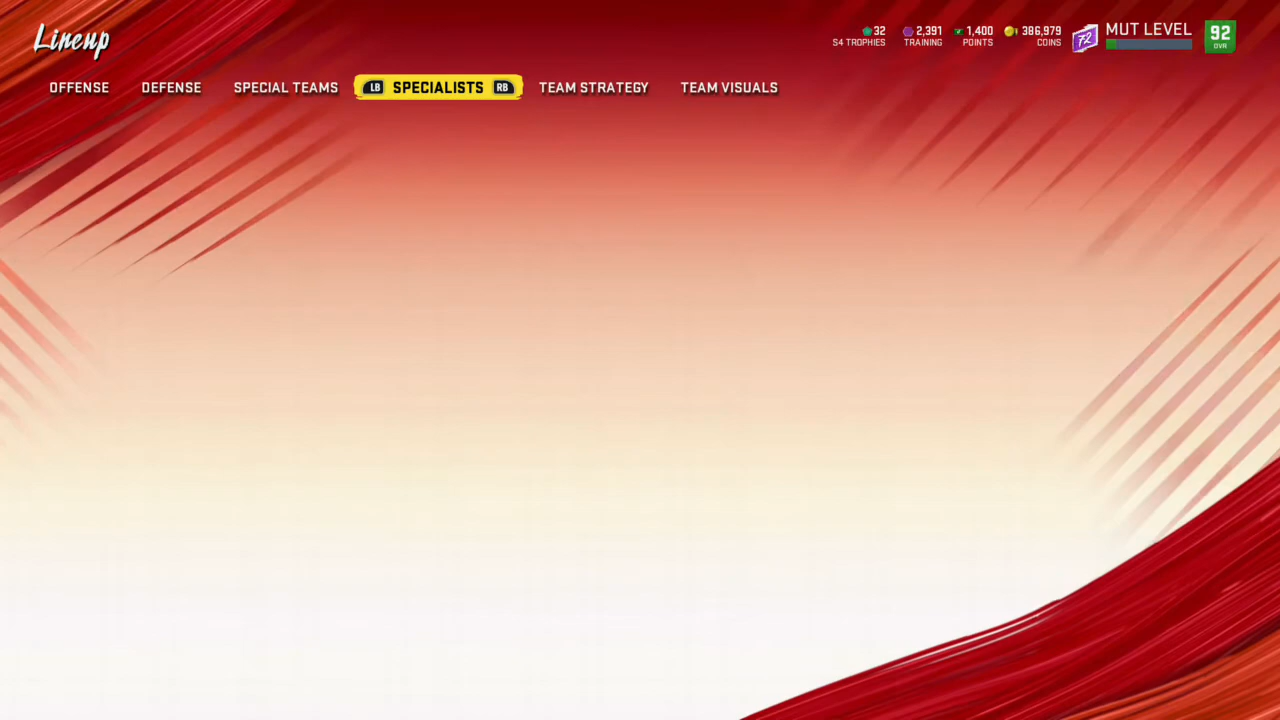 Lineup
32
S4 TROPHIES
2,391
TRAINING
1,400
POINTS
386,979
COINS
72
MUT LEVEL
92
OVR
OFFENSE
DEFENSE
SPECIAL TEAMS
LB SPECIALISTS RB
TEAM STRATEGY
TEAM VISUALS